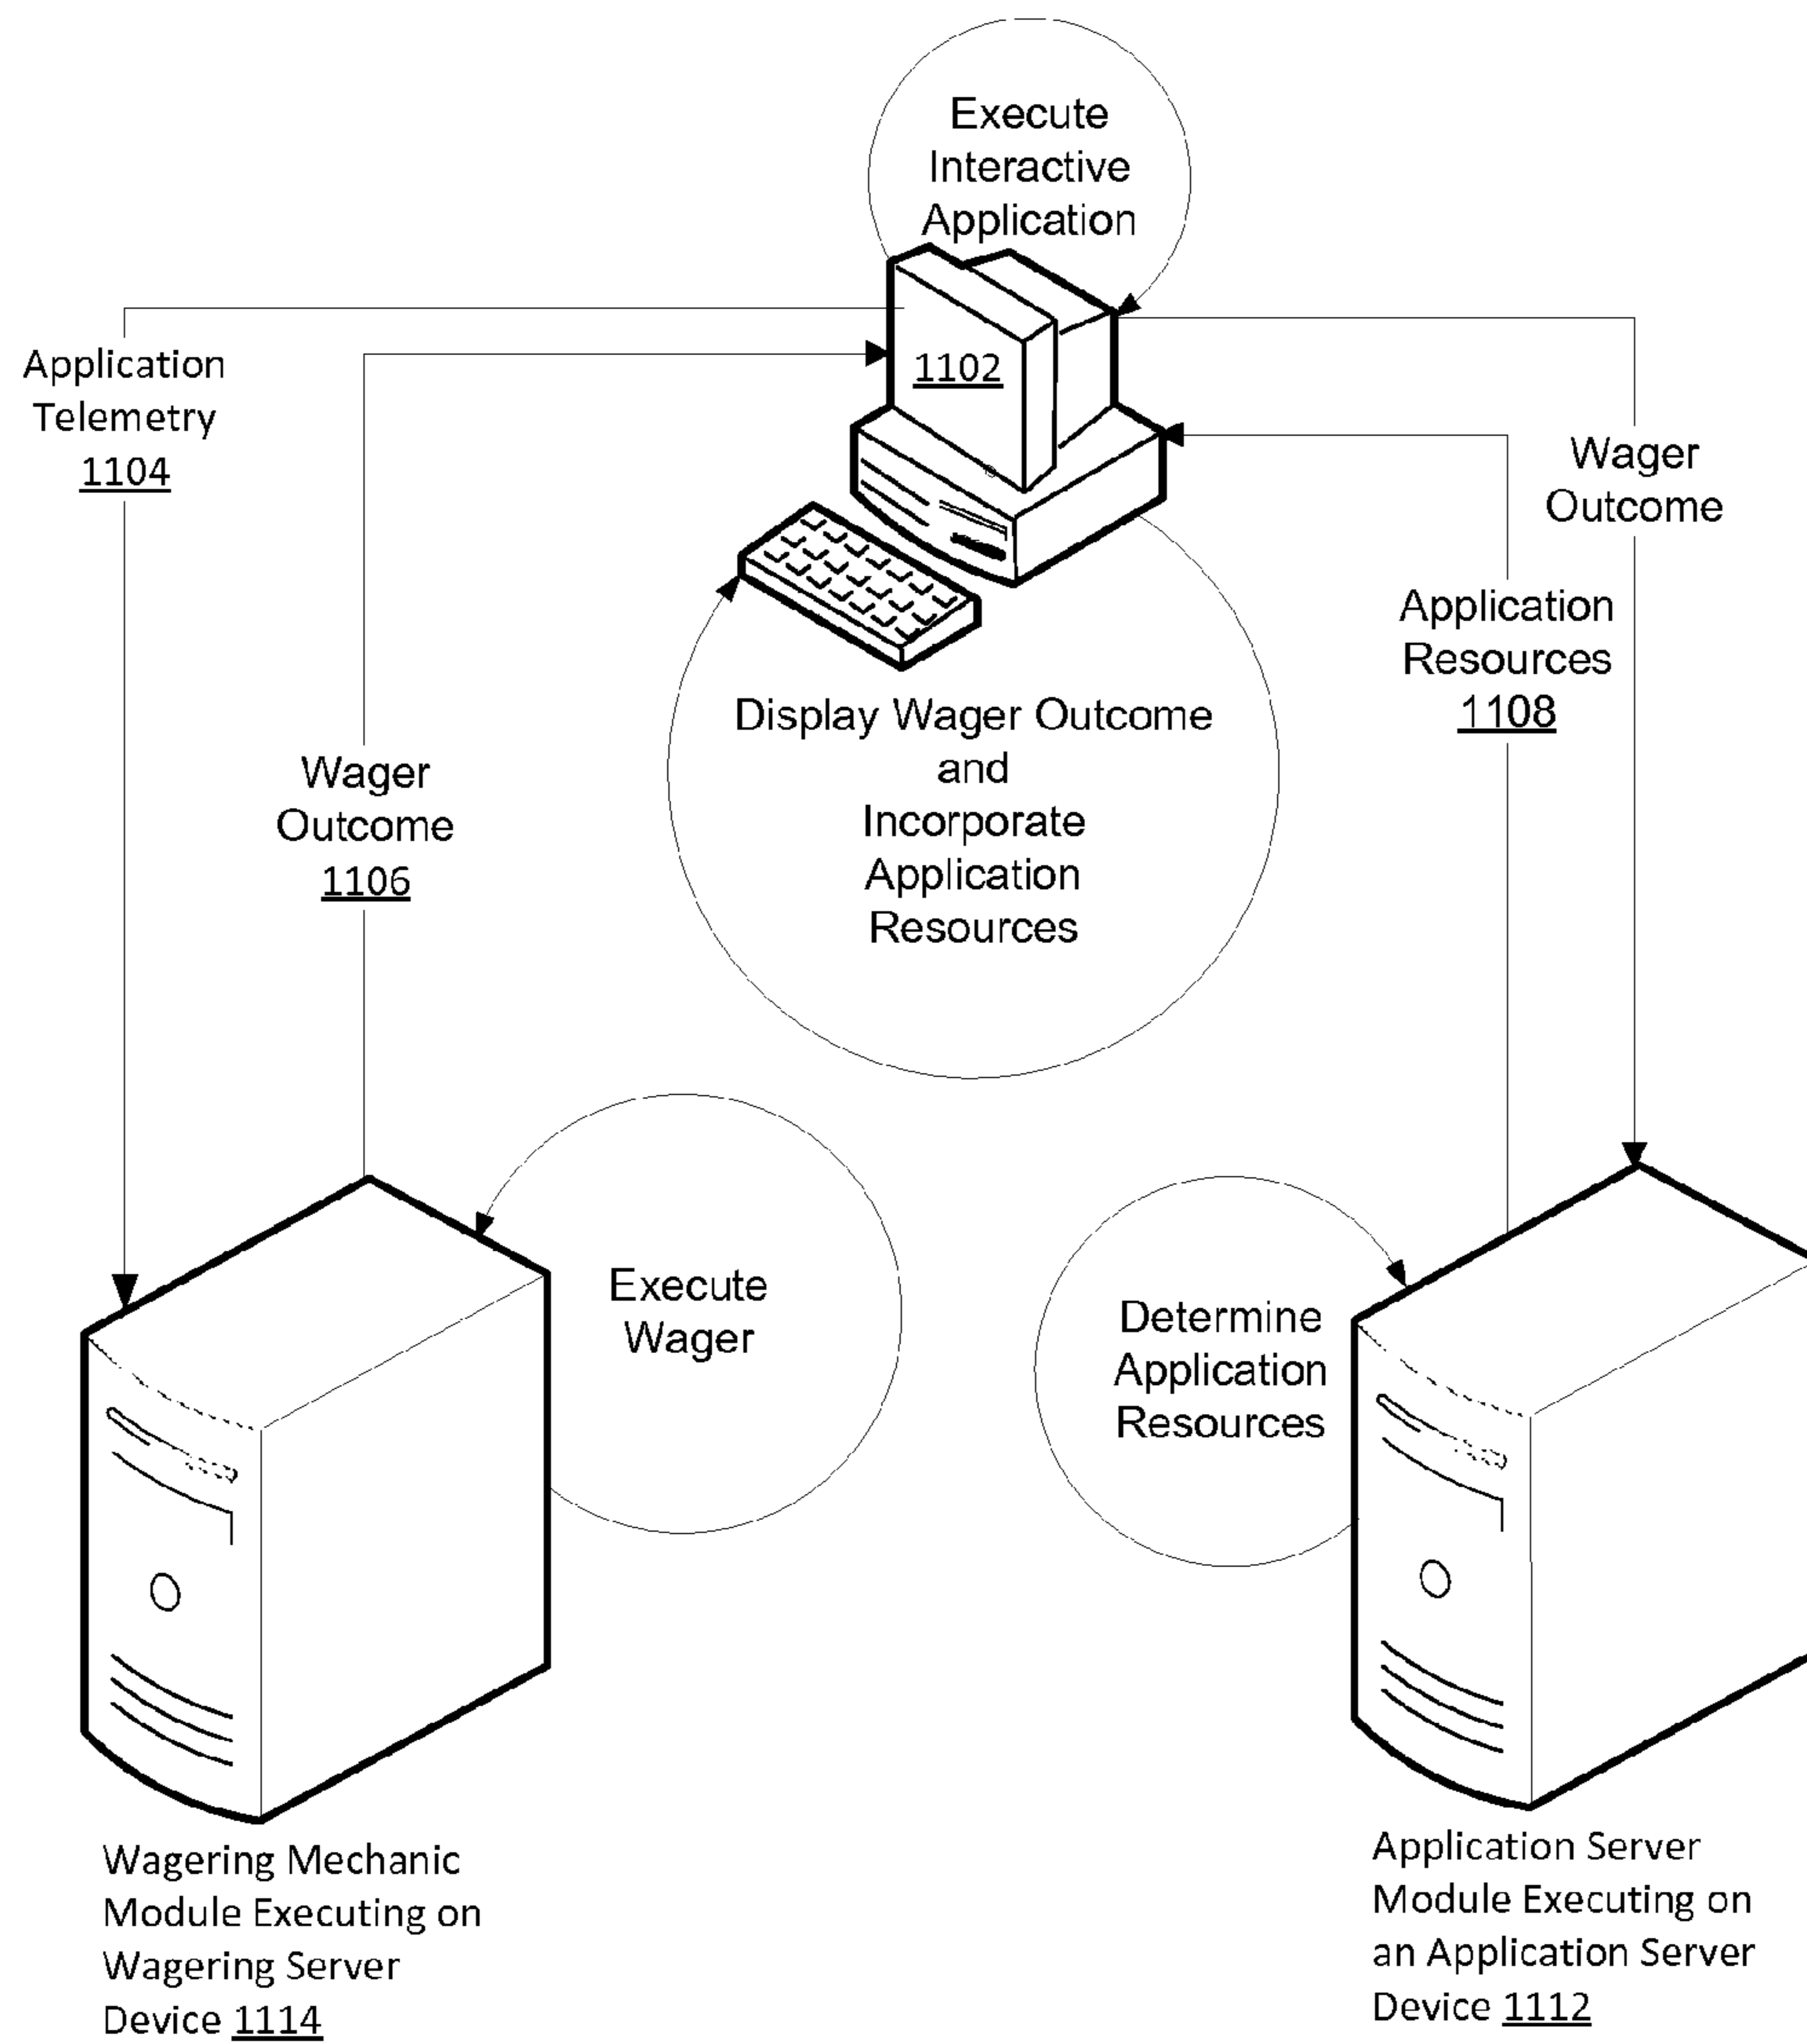 Execute
Interactive
Application
1102
Application
Telemetry
1104
Wager
Outcome
Application
Resources
1108
Wager
Outcome
1106
Display Wager Outcome
and
Incorporate
Application
Resources
Execute
Wager
Determine
Application
Resources
Wagering Mechanic
Module Executing on
Wagering Server
Device 1114
Application Server
Module Executing on
an Application Server
Device 1112